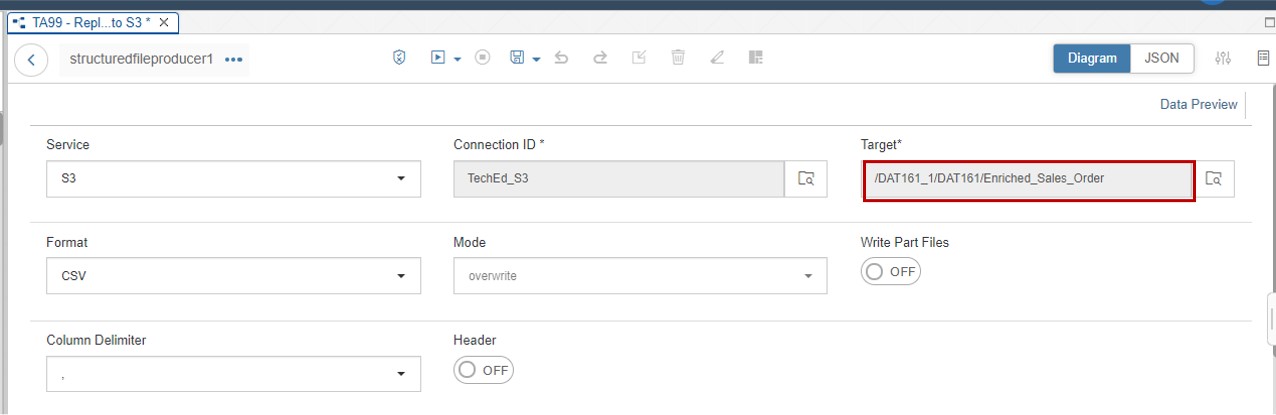 TA99 - Repl...to S3 *
structuredfileproducer1
Diagram
JSON
Data Preview
Service
Connection ID *
Target*
S3
TechEd_S3
/DAT161_1/DAT161/Enriched_Sales_Order
Format
Mode
Write Part Files
CSV
overwrite
OFF
Column Delimiter
Header
,
OFF